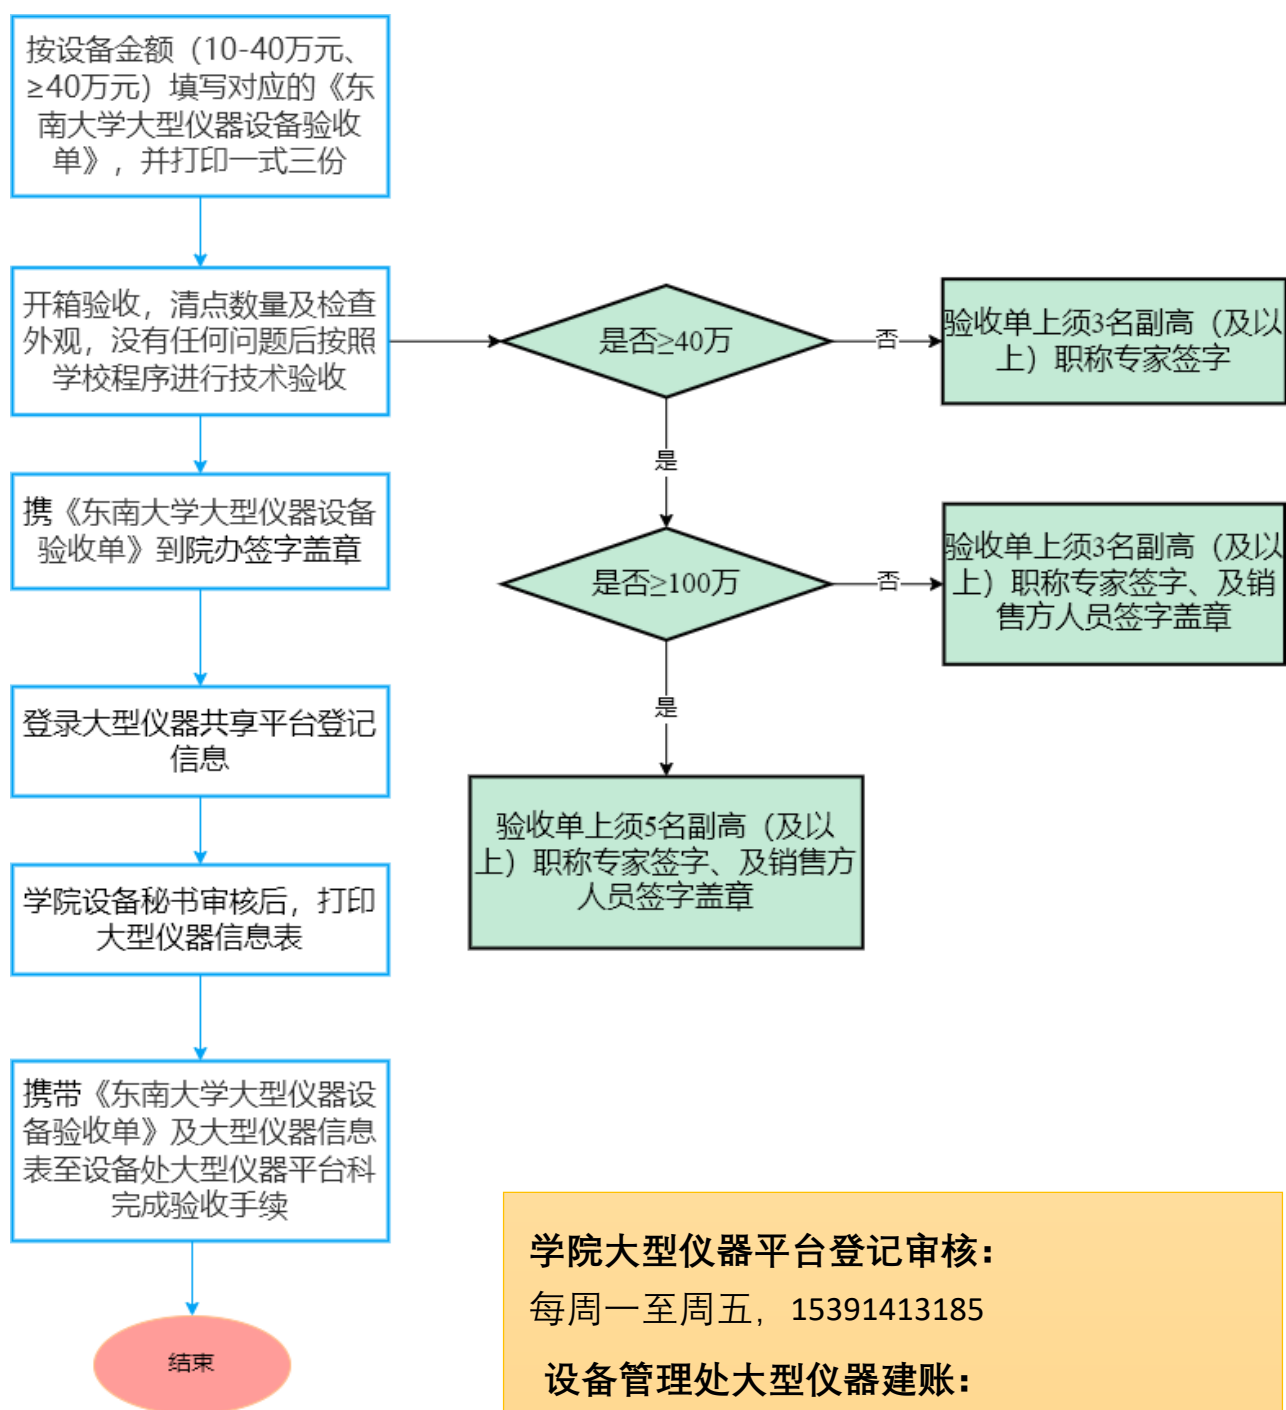 按设备金额（10-40万元、
≥40万元）填写对应的《东
南大学大型仪器设备验收
单》，并打印一式三份
开箱验收，清点数量及检查
外观，没有任何问题后按照
学校程序进行技术验收
是否≥40万
否
验收单上须3名副高（及以
上）职称专家签字
是
携《东南大学大型仪器设备
验收单》到院办签字盖章
是否≥100万
否
验收单上须3名副高（及以
上）职称专家签字、及销
售方人员签字盖章
是
登录大型仪器共享平台登记
信息
验收单上须5名副高（及以
上）职称专家签字、及销售方
人员签字盖章
学院设备秘书审核后，打印
大型仪器信息表
携带《东南大学大型仪器设
备验收单》及大型仪器信息
表至设备处大型仪器平台科
完成验收手续
结束
学院大型仪器平台登记审核：
每周一至周五，15391413185
设备管理处大型仪器建账：